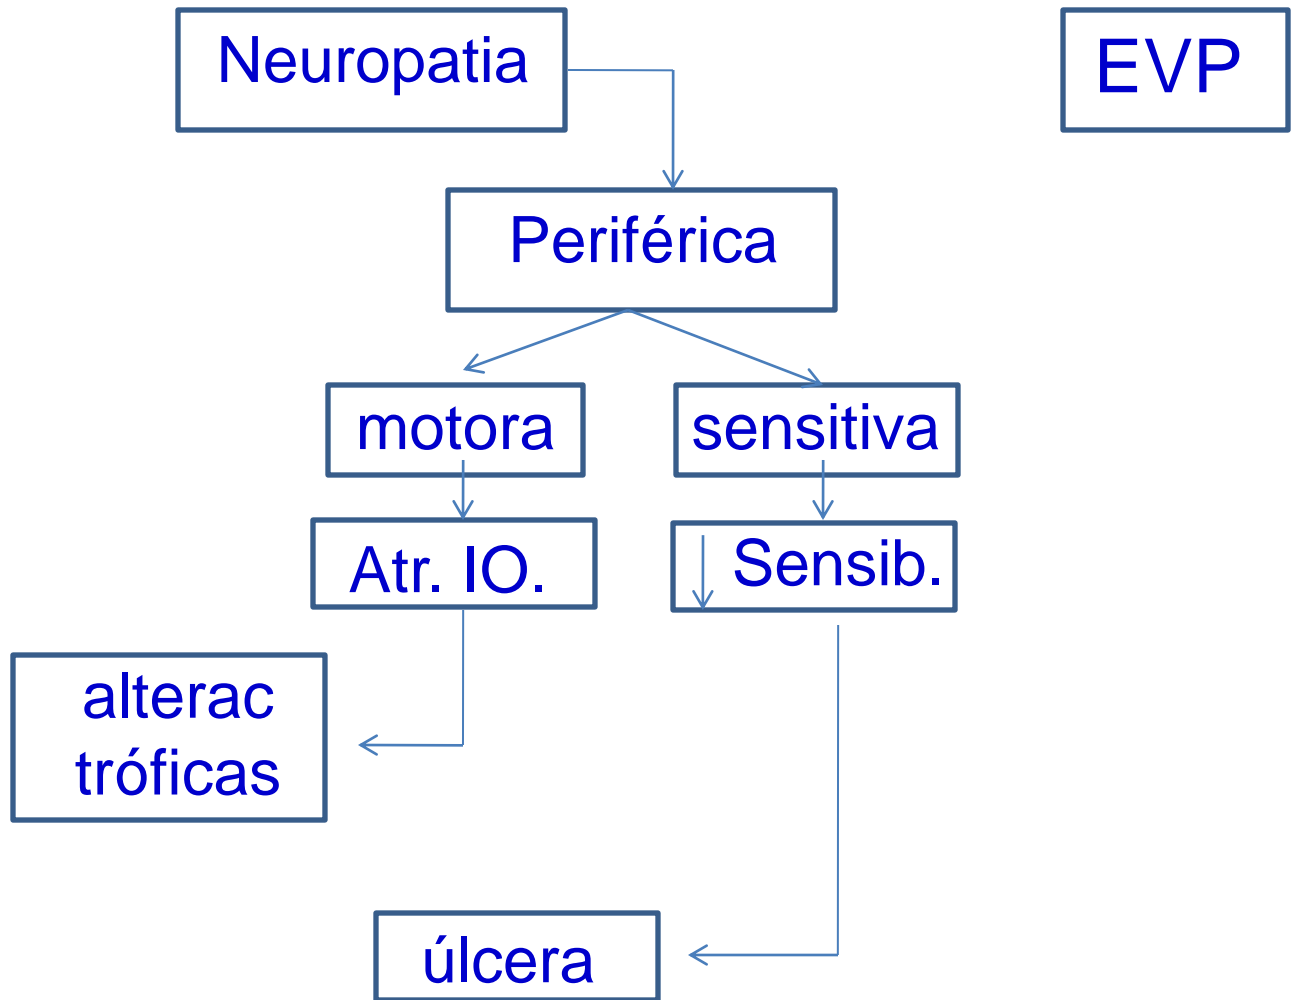 Neuropatia
EVP
Periférica
motora
sensitiva
Atr. IO.
Sensib.
alterac
tróficas
úlcera